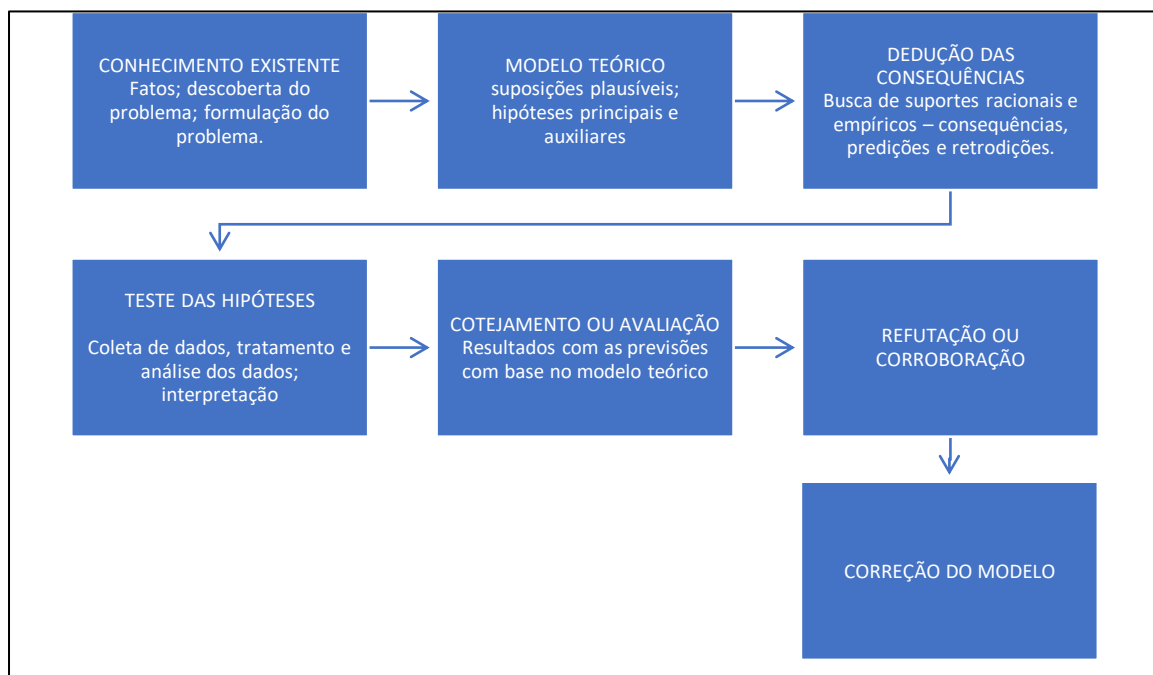 CONHECIMENTO EXISTENTE
Fatos; descoberta do
problema; formulação do
problema.
MODELO TEÓRICO
suposições plausíveis;
hipóteses principais e
auxiliares
DEDUÇÃO DAS
CONSEQUÊNCIAS
Busca de suportes racionais e
empíricos – consequências,
predições e retrodições.
TESTE DAS HIPÓTESES
Coleta de dados, tratamento e
análise dos dados;
interpretação
COTEJAMENTO OU AVALIAÇÃO
Resultados com as previsões
com base no modelo teórico
REFUTAÇÃO OU
CORROBORAÇÃO
CORREÇÃO DO MODELO